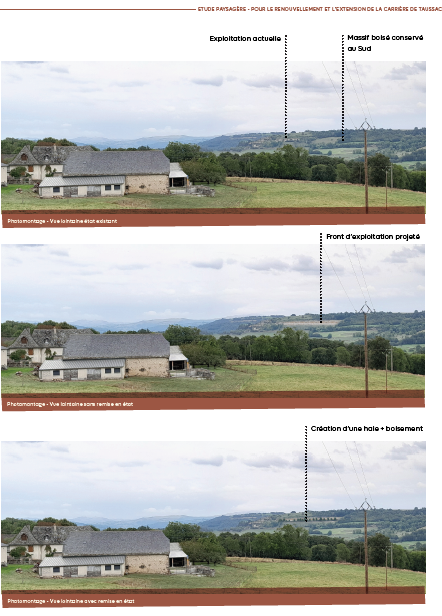 ETUDE PAYSAGÈRE - POUR LE RENOUVELLEMENT ET L'EXTENSION DE LA CARRIÈRE DE TAUSSAC
Exploitation actuelle
Massif boisé conservé
au Sud
Photomontage - Vue lointaine état existant
Front d'exploitation projeté
Photomontage - Vue lointaine sans remise en état
Création d'une haie + boisement
Photomontage - Vue lointaine avec remise en état